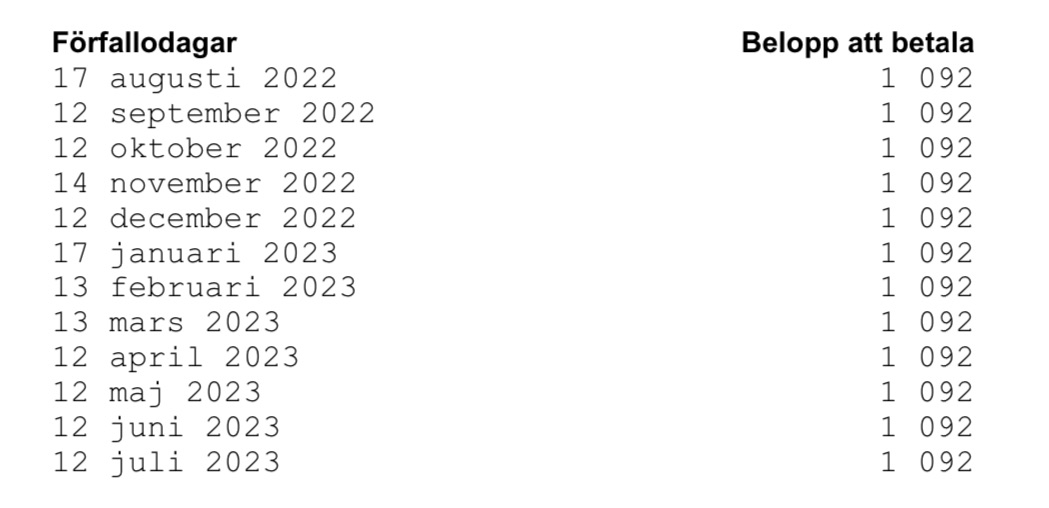 Förfallodagar Belopp att betala
17 augusti 2022 1 092
12 september 2022 1 092
12 oktober 2022 1 092
14 november 2022 1 092
12 december 2022 1 092
17 januari 2023 1 092
13 februari 2023 1 092
13 mars 2023 1 092
12 april 2023 1 092
12 maj 2023 1 092
12 juni 2023 1 092
12 juli 2023 1 092